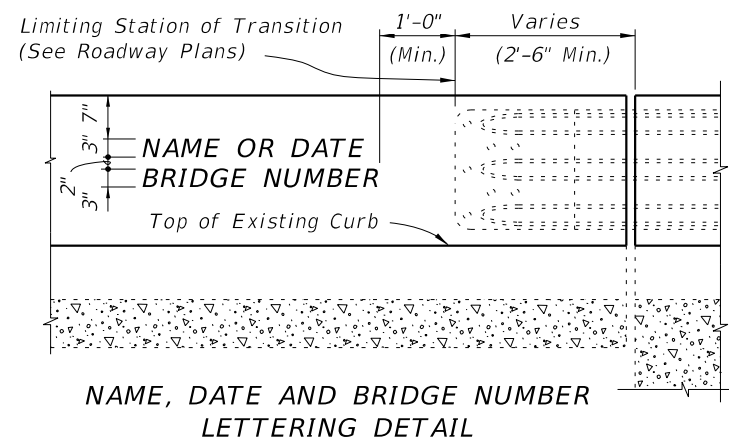 Limiting Station of Transition
(See Roadway Plans)
1'-0"
(Min.)
Varies
(2'-6" Min.)
7"
3"
2"
3"
NAME OR DATE
BRIDGE NUMBER
Top of Existing Curb
NAME, DATE AND BRIDGE NUMBER
LETTERING DETAIL